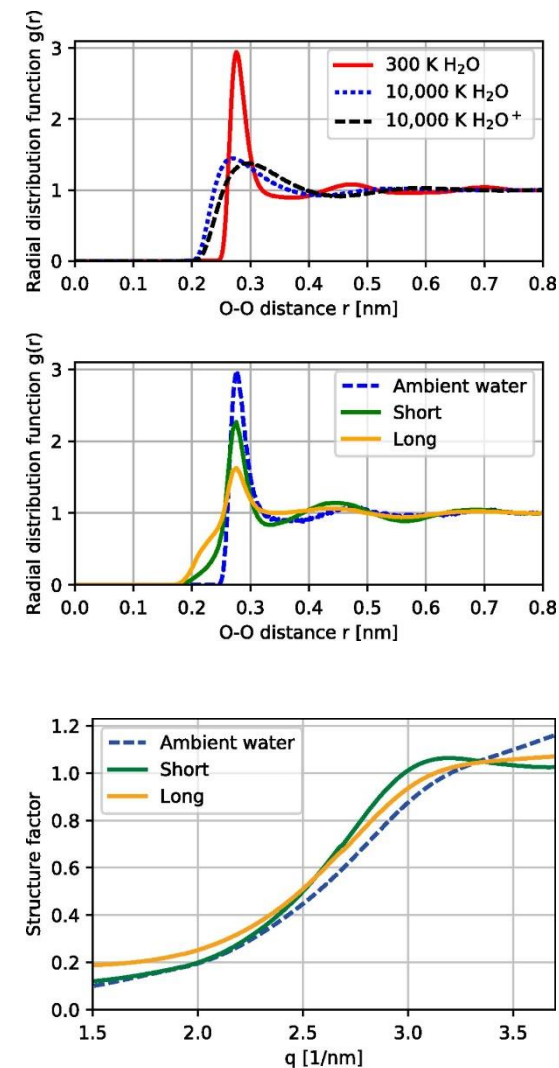 Radial distribution function g(r)
3
2
1
0
300 K H₂O
10,000 K H₂O
10,000 K H₂O⁺
0.0 0.1 0.2 0.3 0.4 0.5 0.6 0.7 0.8
O-O distance r [nm]
Radial distribution function g(r)
3
2
1
0
Ambient water
Short
Long
0.0 0.1 0.2 0.3 0.4 0.5 0.6 0.7 0.8
O-O distance r [nm]
Structure factor
1.2
1.0
0.8
0.6
0.4
0.2
0.0
Ambient water
Short
Long
1.5 2.0 2.5 3.0 3.5
q [1/nm]